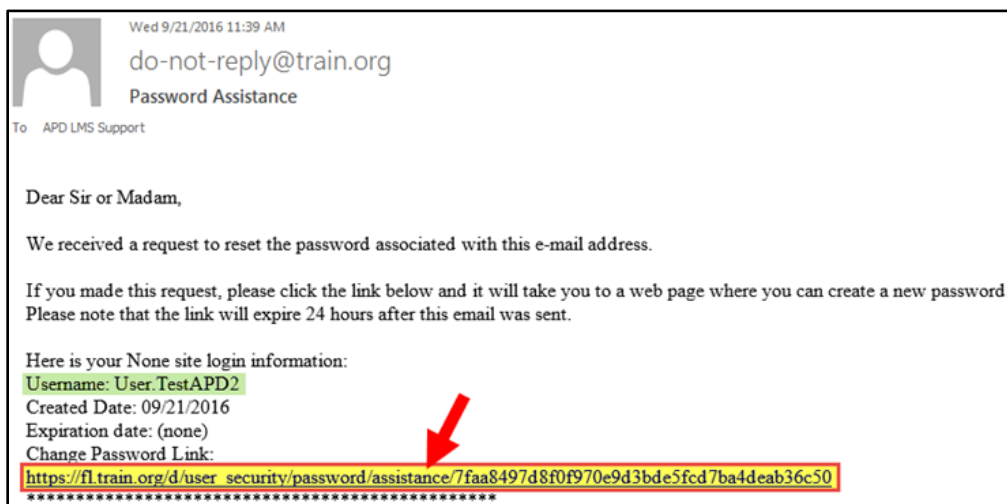 Wed 9/21/2016 11:39 AM
do-not-reply@train.org
Password Assistance
To APD LMS Support
Dear Sir or Madam,
We received a request to reset the password associated with this e-mail address.
If you made this request, please click the link below and it will take you to a web page where you can create a new password
Please note that the link will expire 24 hours after this email was sent.
Here is your None site login information:
Username: User.TestAPD2
Created Date: 09/21/2016
Expiration date: (none)
Change Password Link:
https://fl.train.org/d/user_security/password/assistance/7faa8497d8f0f970e9d3bde5fcd7ba4deab36c50
************************************************